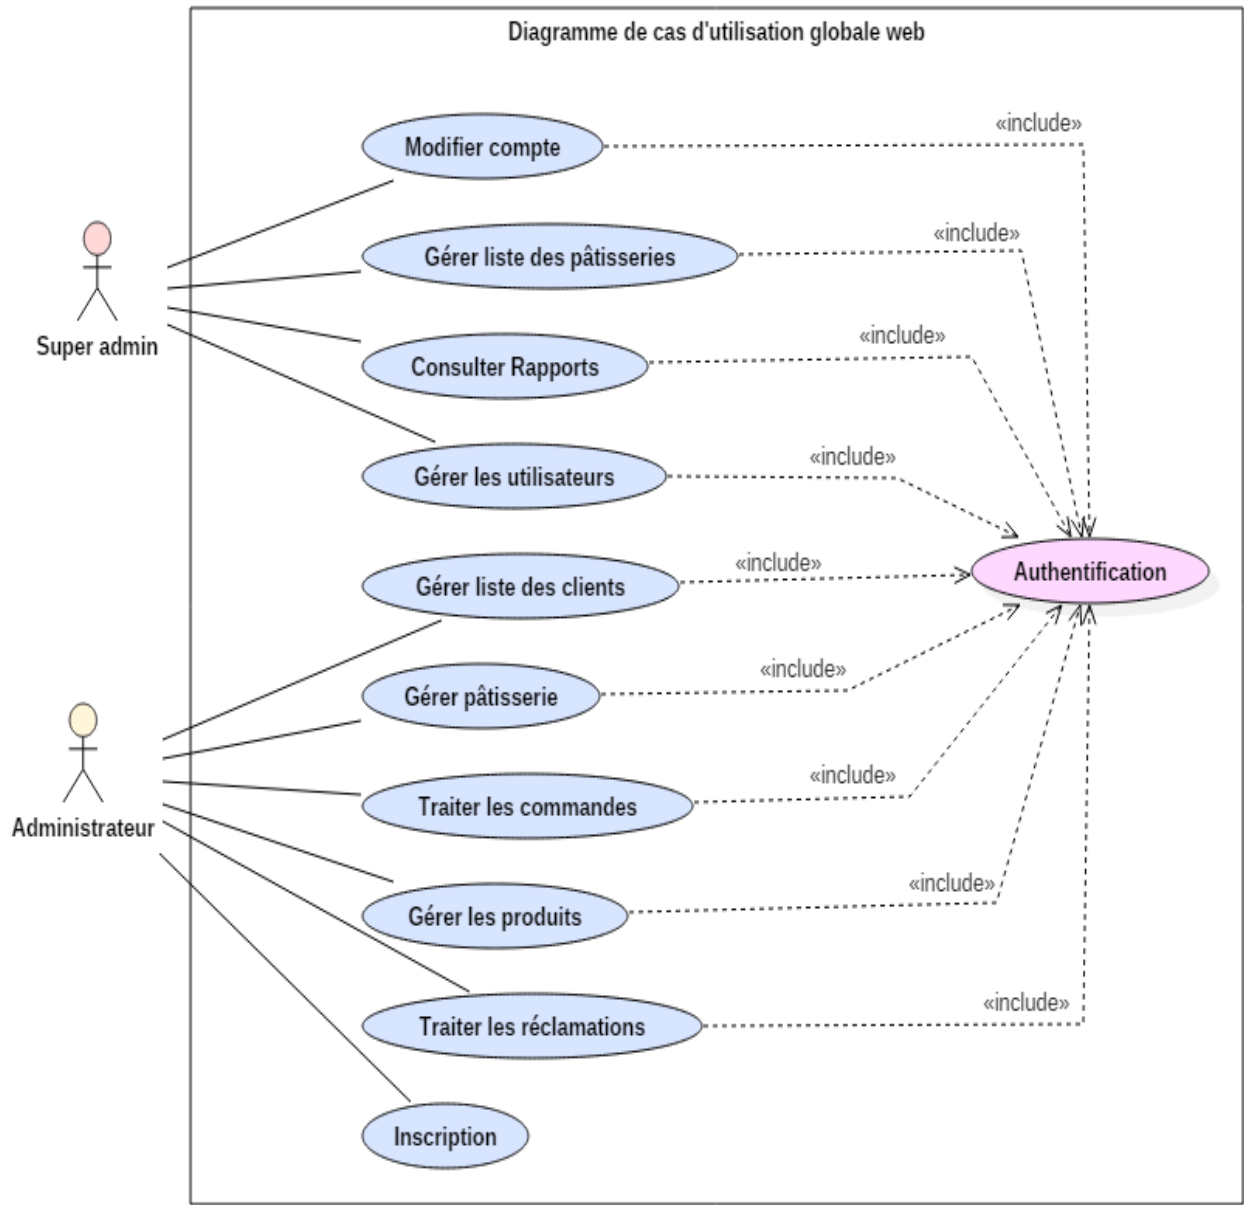 Diagramme de cas d'utilisation globale web
«include»
Modifier compte
«include»
Gérer liste des pâtisseries
Super admin
«include»
Consulter Rapports
«include»
Gérer les utilisateurs
«include»
Authentification
Gérer liste des clients
«include»
Gérer pâtisserie
«include»
Traiter les commandes
Administrateur
«include»
Gérer les produits
«include»
Traiter les réclamations
Inscription